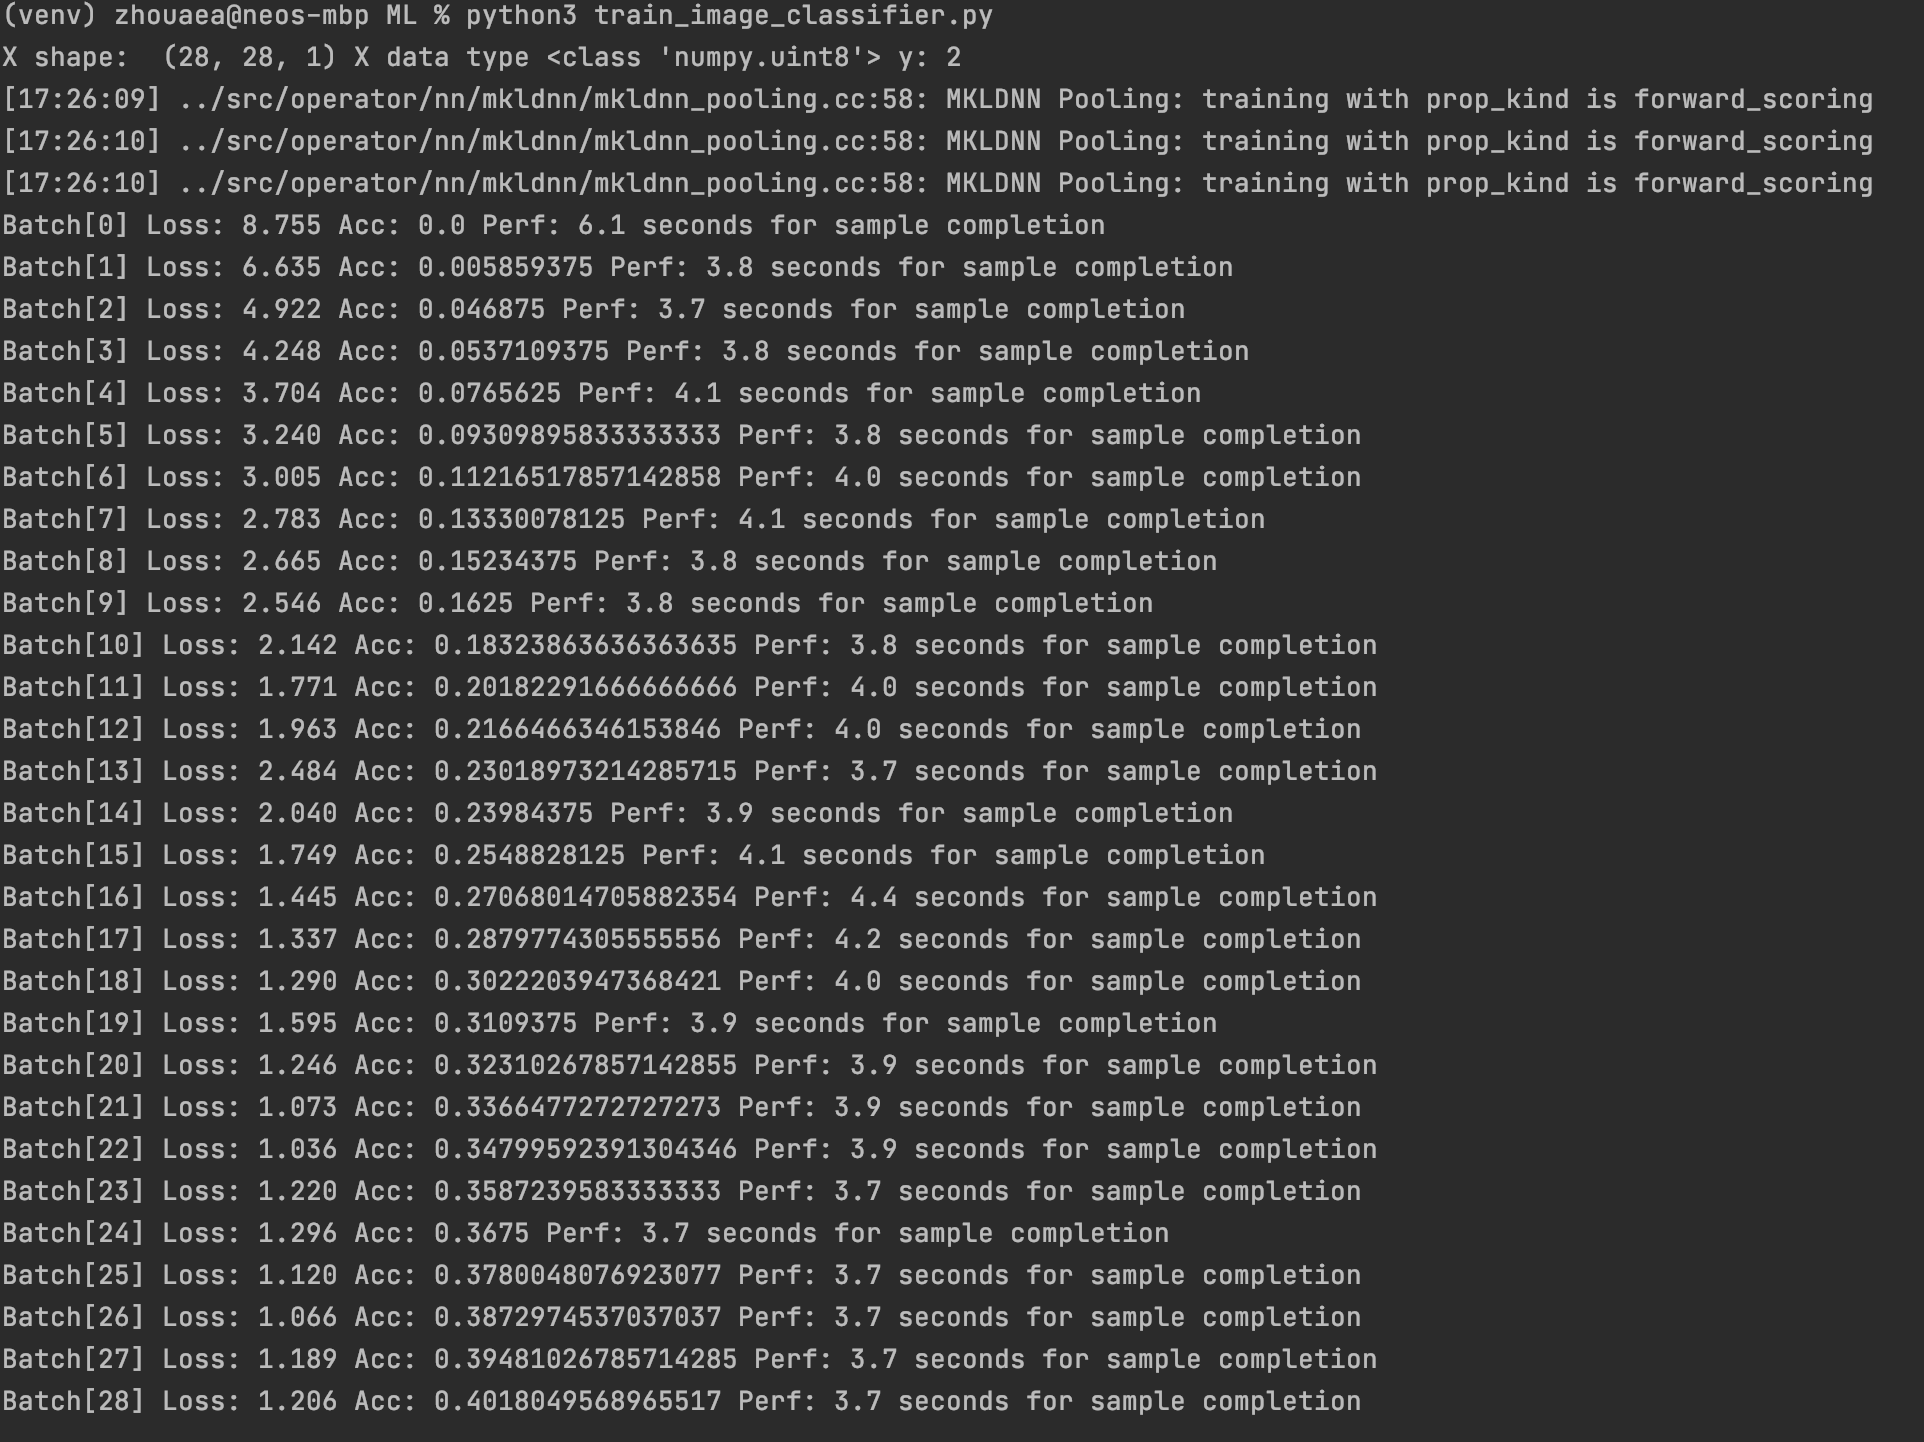 (venv) zhouaea@neos-mbp ML % python3 train_image_classifier.py
X shape:  (28, 28, 1) X data type <class 'numpy.uint8'> y: 2
[17:26:09] ../src/operator/nn/mkldnn/mkldnn_pooling.cc:58: MKLDNN Pooling: training with prop_kind is forward_scoring
[17:26:10] ../src/operator/nn/mkldnn/mkldnn_pooling.cc:58: MKLDNN Pooling: training with prop_kind is forward_scoring
[17:26:10] ../src/operator/nn/mkldnn/mkldnn_pooling.cc:58: MKLDNN Pooling: training with prop_kind is forward_scoring
Batch[0] Loss: 8.755 Acc: 0.0 Perf: 6.1 seconds for sample completion
Batch[1] Loss: 6.635 Acc: 0.005859375 Perf: 3.8 seconds for sample completion
Batch[2] Loss: 4.922 Acc: 0.046875 Perf: 3.7 seconds for sample completion
Batch[3] Loss: 4.248 Acc: 0.0537109375 Perf: 3.8 seconds for sample completion
Batch[4] Loss: 3.704 Acc: 0.0765625 Perf: 4.1 seconds for sample completion
Batch[5] Loss: 3.240 Acc: 0.09309895833333333 Perf: 3.8 seconds for sample completion
Batch[6] Loss: 3.005 Acc: 0.11216517857142858 Perf: 4.0 seconds for sample completion
Batch[7] Loss: 2.783 Acc: 0.13330078125 Perf: 4.1 seconds for sample completion
Batch[8] Loss: 2.665 Acc: 0.15234375 Perf: 3.8 seconds for sample completion
Batch[9] Loss: 2.546 Acc: 0.1625 Perf: 3.8 seconds for sample completion
Batch[10] Loss: 2.142 Acc: 0.18323863636363635 Perf: 3.8 seconds for sample completion
Batch[11] Loss: 1.771 Acc: 0.20182291666666666 Perf: 4.0 seconds for sample completion
Batch[12] Loss: 1.963 Acc: 0.2166466346153846 Perf: 4.0 seconds for sample completion
Batch[13] Loss: 2.484 Acc: 0.23018973214285715 Perf: 3.7 seconds for sample completion
Batch[14] Loss: 2.040 Acc: 0.23984375 Perf: 3.9 seconds for sample completion
Batch[15] Loss: 1.749 Acc: 0.2548828125 Perf: 4.1 seconds for sample completion
Batch[16] Loss: 1.445 Acc: 0.27068014705882354 Perf: 4.4 seconds for sample completion
Batch[17] Loss: 1.337 Acc: 0.2879774305555556 Perf: 4.2 seconds for sample completion
Batch[18] Loss: 1.290 Acc: 0.3022203947368421 Perf: 4.0 seconds for sample completion
Batch[19] Loss: 1.595 Acc: 0.3109375 Perf: 3.9 seconds for sample completion
Batch[20] Loss: 1.246 Acc: 0.32310267857142855 Perf: 3.9 seconds for sample completion
Batch[21] Loss: 1.073 Acc: 0.3366477272727273 Perf: 3.9 seconds for sample completion
Batch[22] Loss: 1.036 Acc: 0.34799592391304346 Perf: 3.9 seconds for sample completion
Batch[23] Loss: 1.220 Acc: 0.3587239583333333 Perf: 3.7 seconds for sample completion
Batch[24] Loss: 1.296 Acc: 0.3675 Perf: 3.7 seconds for sample completion
Batch[25] Loss: 1.120 Acc: 0.3780048076923077 Perf: 3.7 seconds for sample completion
Batch[26] Loss: 1.066 Acc: 0.3872974537037037 Perf: 3.7 seconds for sample completion
Batch[27] Loss: 1.189 Acc: 0.39481026785714285 Perf: 3.7 seconds for sample completion
Batch[28] Loss: 1.206 Acc: 0.4018049568965517 Perf: 3.7 seconds for sample completion